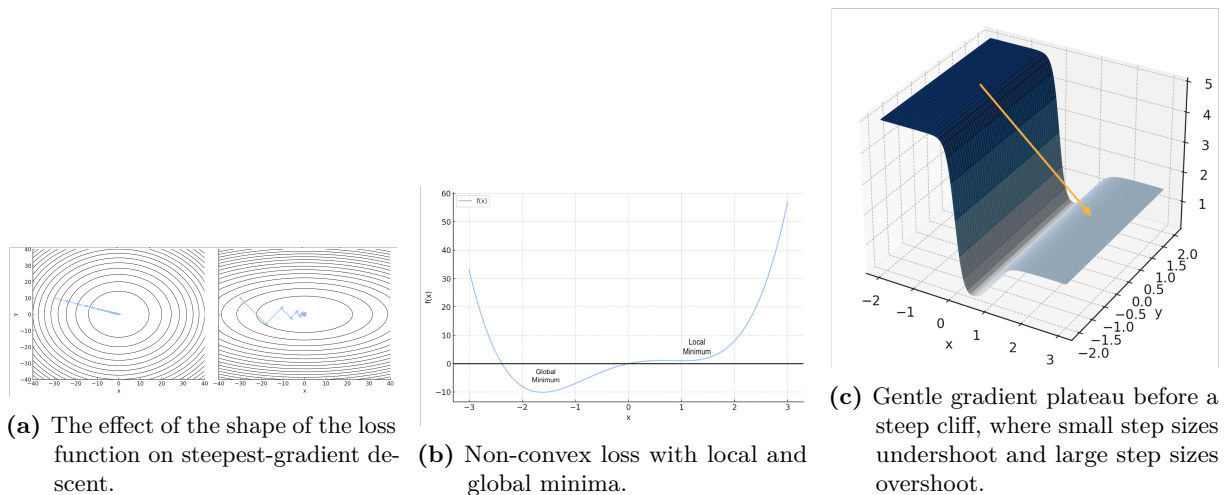 40
30
20
10
0
−10
−20
−30
−40
y
40 −30 −20 −10 0 10 20 30 40
x
40 −30 −20 −10 0 10 20 30 40
x
(a) The effect of the shape of the loss
function on steepest-gradient de-
scent.
f(x)
60
50
40
30
20
10
0
−10
f(x)
Local
Minimum
Global
Minimum
−3 −2 −1 0 1 2 3
x
(b) Non-convex loss with local and
global minima.
5
4
3
2
1
−2 −1 0 1 2 3
x
2.0
1.5
1.0
0.5
0.0
−0.5
−1.0
−1.5
−2.0
y
(c) Gentle gradient plateau before a
steep cliff, where small step sizes
undershoot and large step sizes
overshoot.